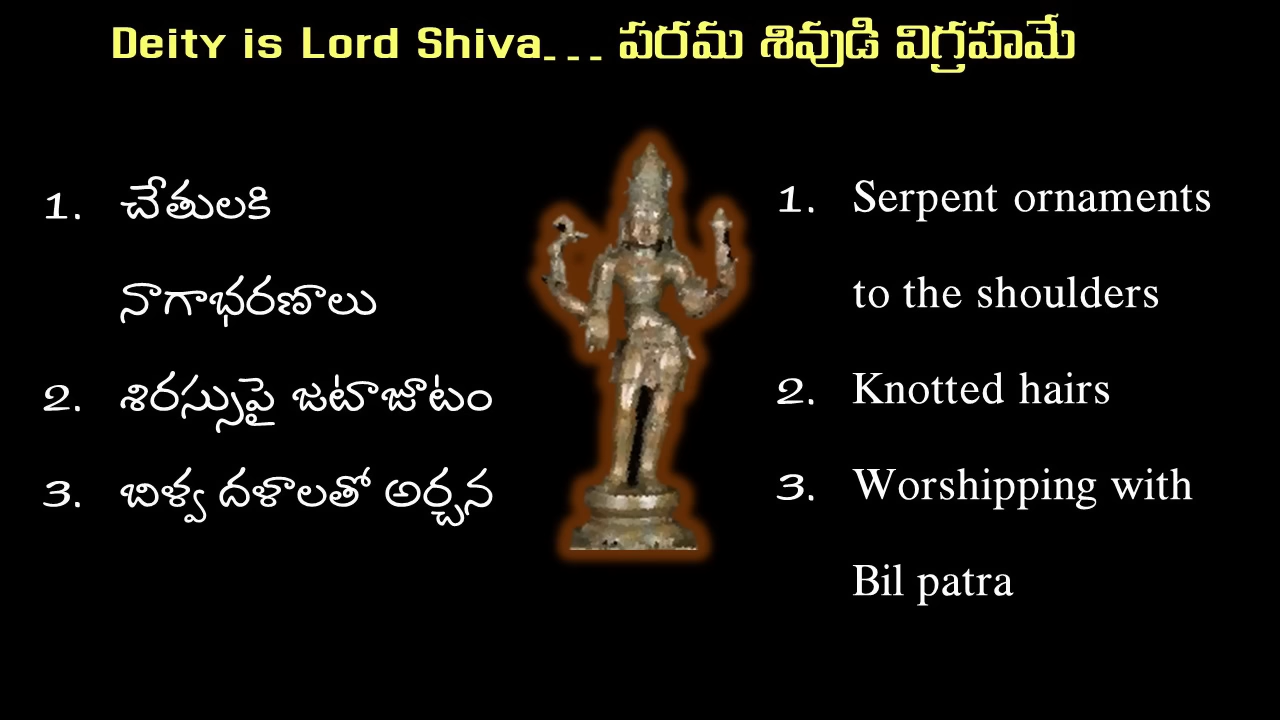 Deity is Lord Shiva_ _ _ పరమ శివుడి విగ్రహమే
1. చేతులకి
నాగాభరణాలు
2. శిరస్సుపై జటాజూటం
3. బిళ్వ దళాలతో అర్చన
1. Serpent ornaments
to the shoulders
2. Knotted hairs
3. Worshipping with
Bil patra